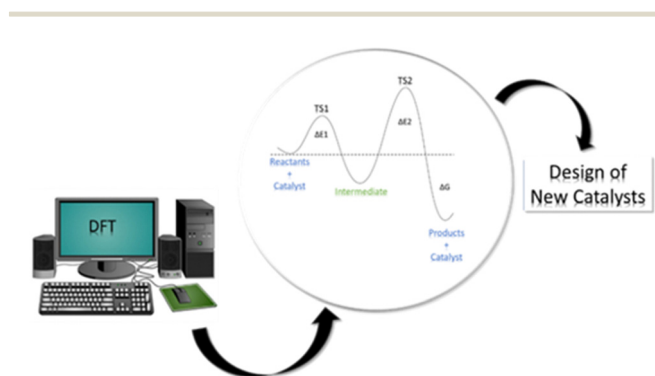 DFT
TS1
TS2
ΔE1
ΔE2
Reactants
+
Catalyst
Intermediate
ΔG
Products
+
Catalyst
Design of
New Catalysts